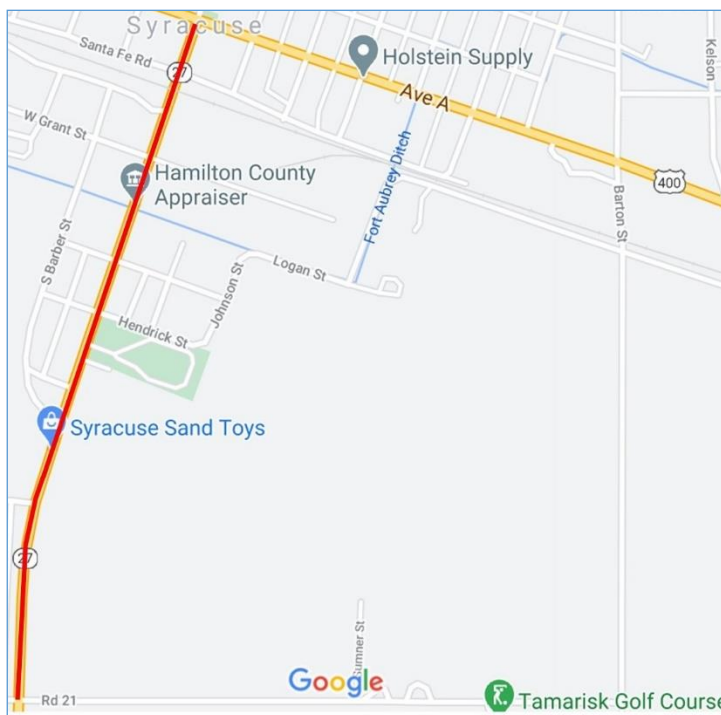 Syracuse
Santa Fe Rd
27
Holstein Supply
Kelson
Ave A
W Grant St
Hamilton County
Appraiser
Fort Aubrey Ditch
400
Barton St
S Barber St
Logan St
Johnson St
Hendrick St
Syracuse Sand Toys
27
Sumner St
Google
Rd 21
Tamarisk Golf Course